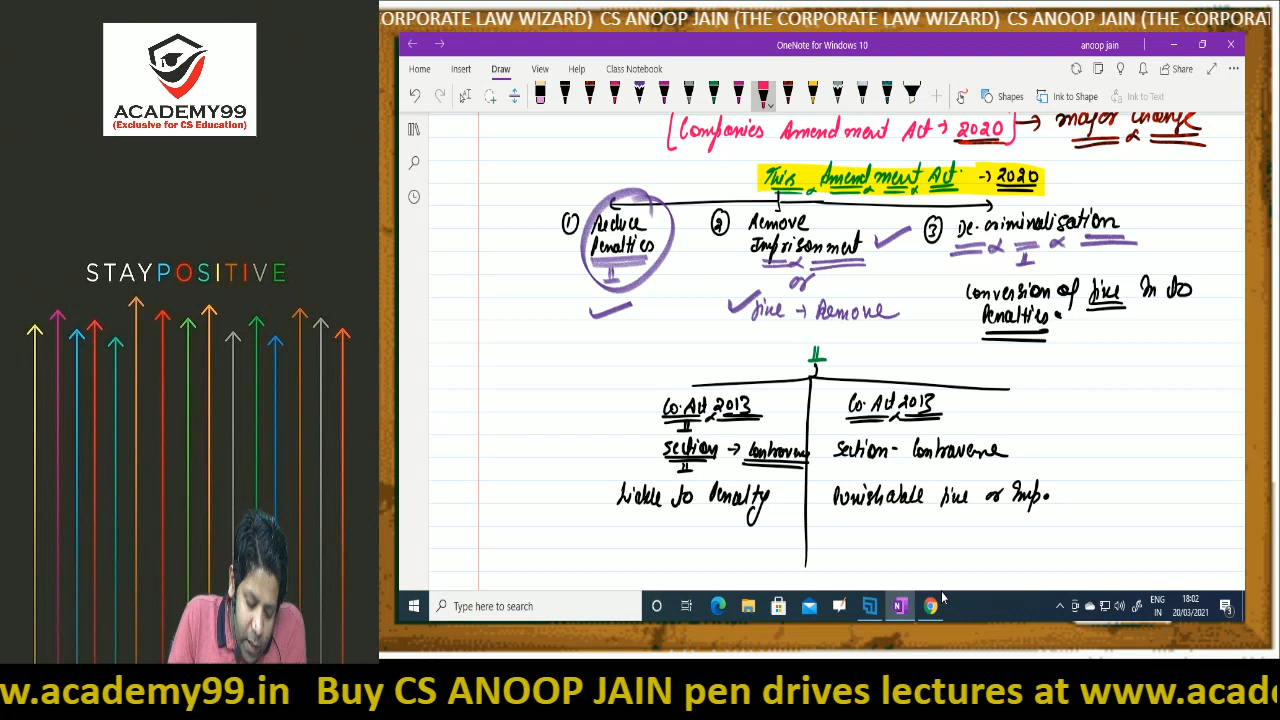 CORPORATE LAW WIZARD) CS ANOOP JAIN (THE CORPORATE LAW WIZARD) CS ANOOP JAIN (THE CORPORAT
ACADEMY99
(Exclusive for CS Education)
STAYPOSITIVE
OneNote for Windows 10
anoop jain
Home Insert Draw View Help Class Notebook
Share
Shapes Ink to Shape Ink to Text
[Companies Amendment Act → 2020] → major change
This Amendment Act → 2020
① Reduce Penalties
② Remove Imprisonment
or
fine → Remove
③ De-criminalisation
Conversion of fine In to
Penalties.
Co. Act 2013
Section → Contravene
Liable to Penalty
Co. Act 2013
Section - Contravene
Punishable fine or Imp.
Type here to search
ENG
IN
18:02
20/03/2021
3
w.academy99.in Buy CS ANOOP JAIN pen drives lectures at www.acad